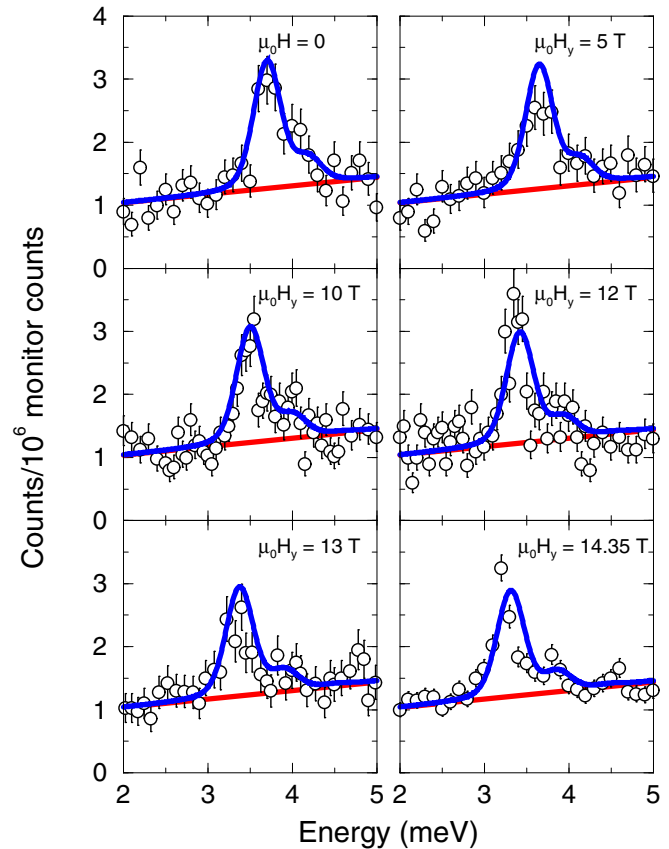 μ₀H = 0
μ₀Hy = 5 T
4
3
2
1
0
μ₀Hy = 10 T
μ₀Hy = 12 T
3
2
1
0
μ₀Hy = 13 T
μ₀Hy = 14.35 T
3
2
1
0
2 3 4 5 2 3 4 5
Counts/10⁶ monitor counts
Energy (meV)